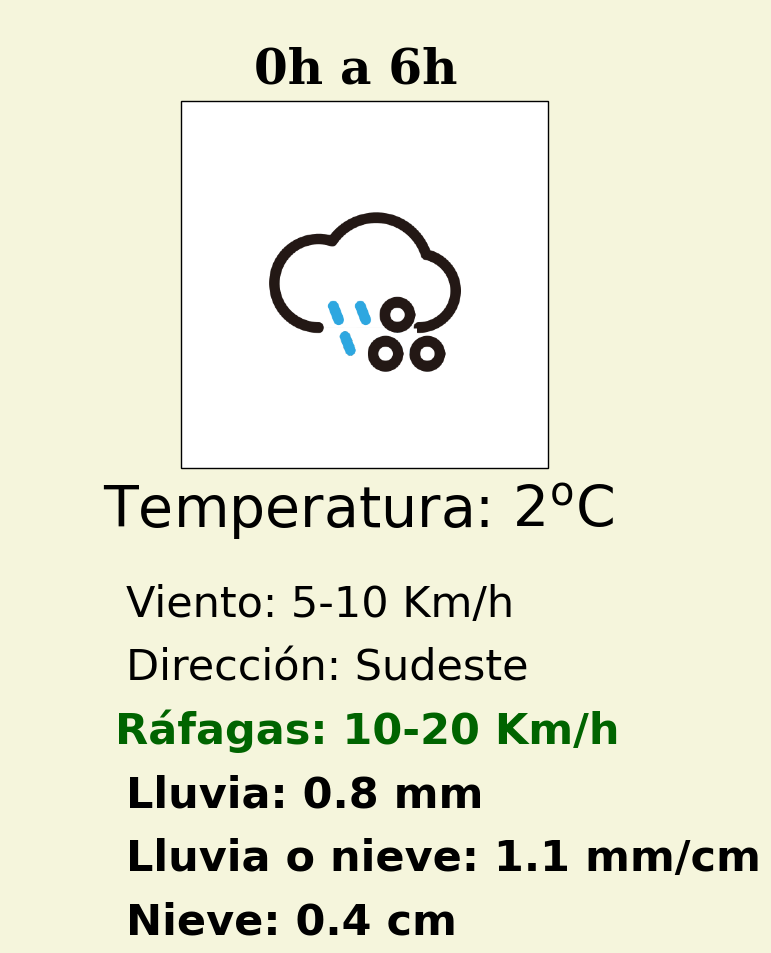 0h a 6h
Temperatura: 2ºC
Viento: 5-10 Km/h
Dirección: Sudeste
Ráfagas: 10-20 Km/h
Lluvia: 0.8 mm
Lluvia o nieve: 1.1 mm/cm
Nieve: 0.4 cm